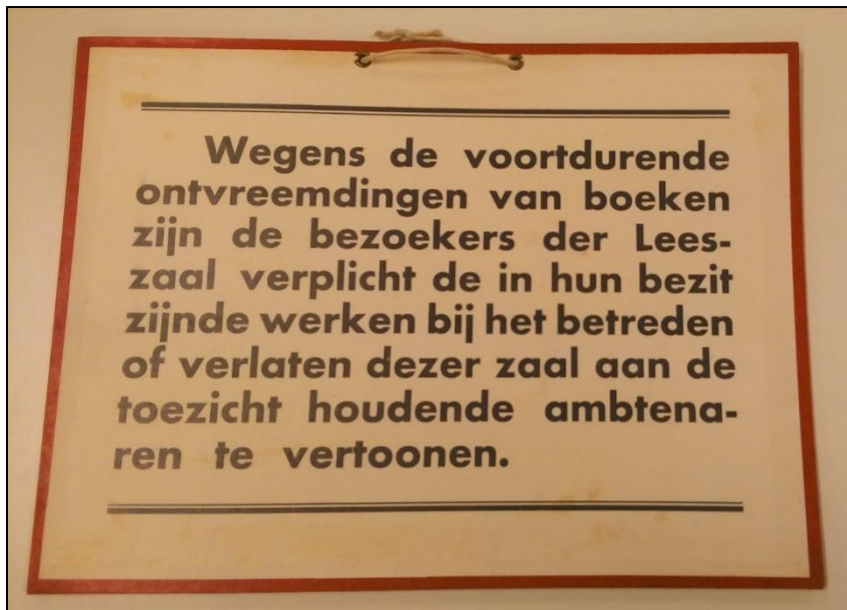 Wegens de voortdurende
ontvreemdingen van boeken
zijn de bezoekers der Lees-
zaal verplicht de in hun bezit
zijnde werken bij het betreden
of verlaten dezer zaal aan de
toezicht houdende ambtena-
ren te vertoonen.